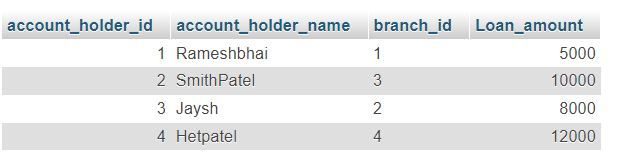 account_holder_id account_holder_name branch_id Loan_amount
1 Rameshbhai 1 5000
2 SmithPatel 3 10000
3 Jaysh 2 8000
4 Hetpatel 4 12000